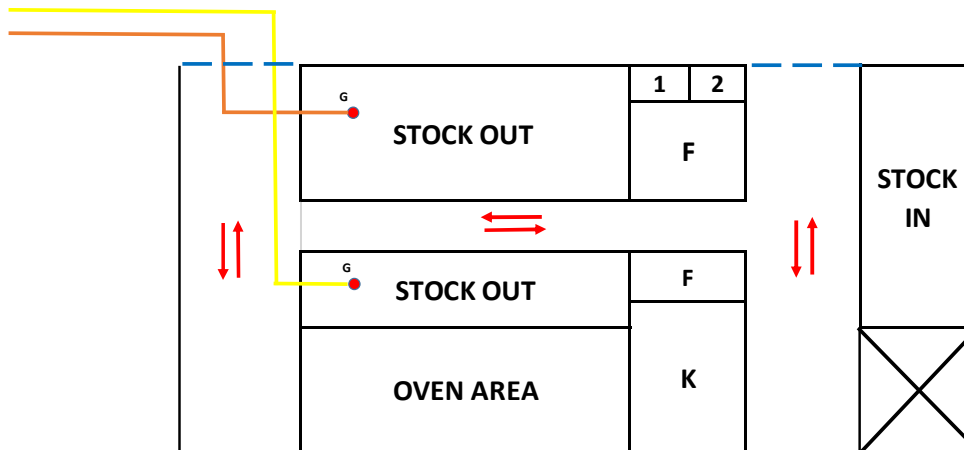 1 2
G
STOCK OUT
F
STOCK
IN
G
STOCK OUT
F
OVEN AREA
K